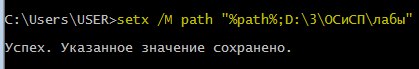 C:\Users\USER>setx /M path "%path%;D:\3\ОСиСП\лабы"
Успех. Указанное значение сохранено.